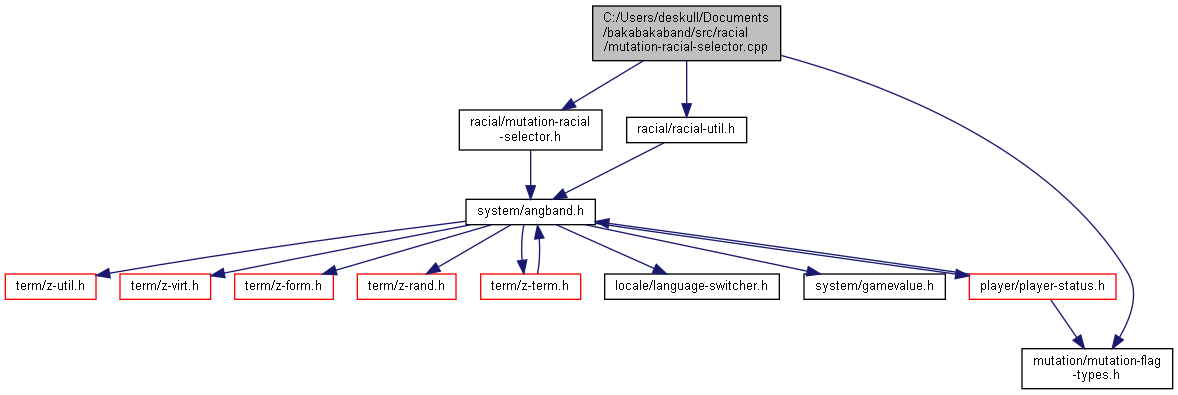 C:/Users/deskull/Documents
/bakabakaband/src/racial
/mutation-racial-selector.cpp
racial/mutation-racial
-selector.h
racial/racial-util.h
system/angband.h
term/z-util.h
term/z-virt.h
term/z-form.h
term/z-rand.h
term/z-term.h
locale/language-switcher.h
system/gamevalue.h
player/player-status.h
mutation/mutation-flag
-types.h